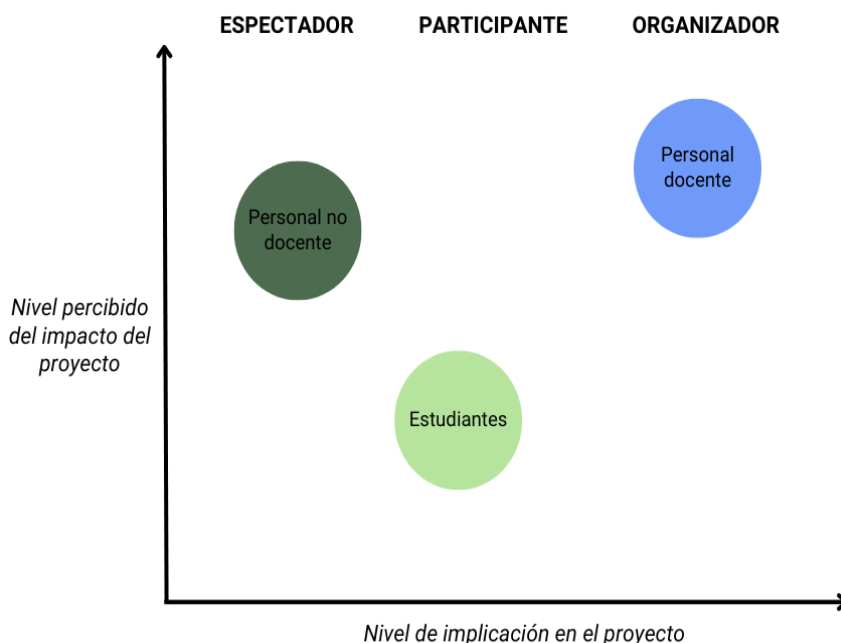 ESPECTADOR
PARTICIPANTE
ORGANIZADOR
Personal
docente
Personal no
docente
Nivel percibido
del impacto del
proyecto
Estudiantes
Nivel de implicación en el proyecto